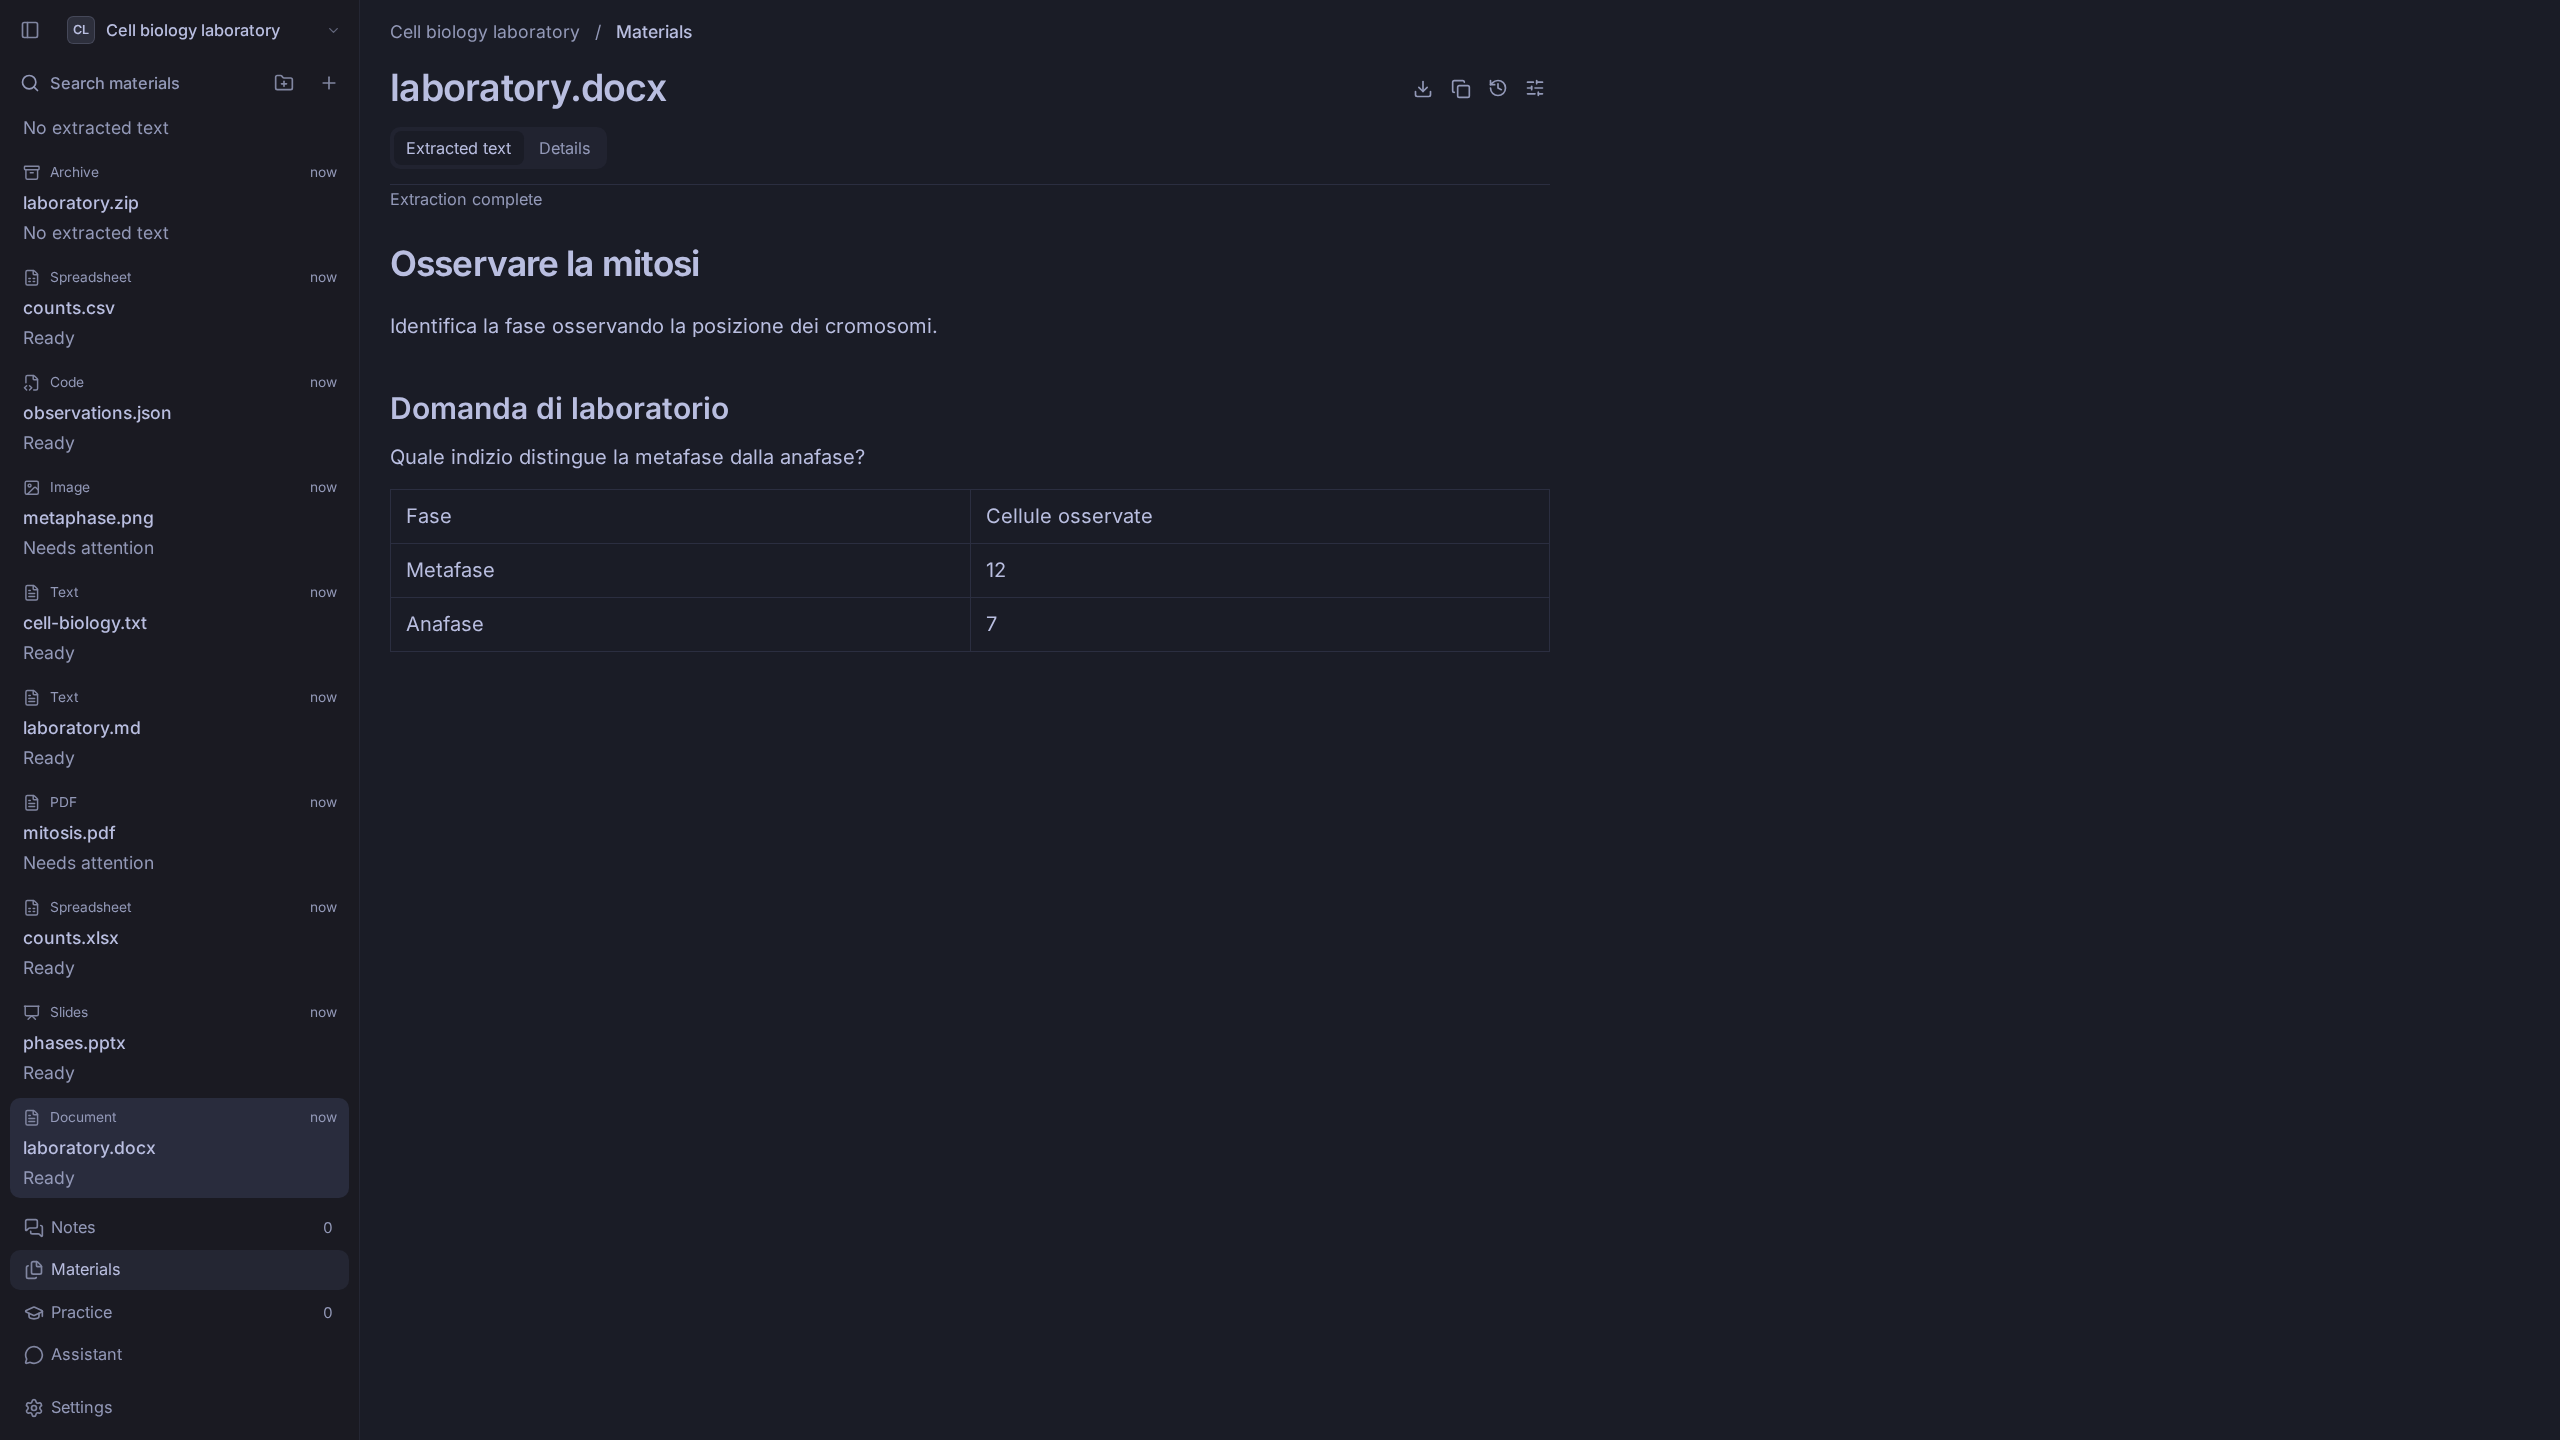 CL Cell biology laboratory
Search materials
No extracted text
Archive now
laboratory.zip
No extracted text
Spreadsheet now
counts.csv
Ready
Code now
observations.json
Ready
Image now
metaphase.png
Needs attention
Text now
cell-biology.txt
Ready
Text now
laboratory.md
Ready
PDF now
mitosis.pdf
Needs attention
Spreadsheet now
counts.xlsx
Ready
Slides now
phases.pptx
Ready
Document now
laboratory.docx
Ready
Notes 0
Materials
Practice 0
Assistant
Settings
Cell biology laboratory / Materials
laboratory.docx
Extracted text Details
Extraction complete
Osservare la mitosi
Identifica la fase osservando la posizione dei cromosomi.
Domanda di laboratorio
Quale indizio distingue la metafase dalla anafase?
Fase Cellule osservate
Metafase 12
Anafase 7